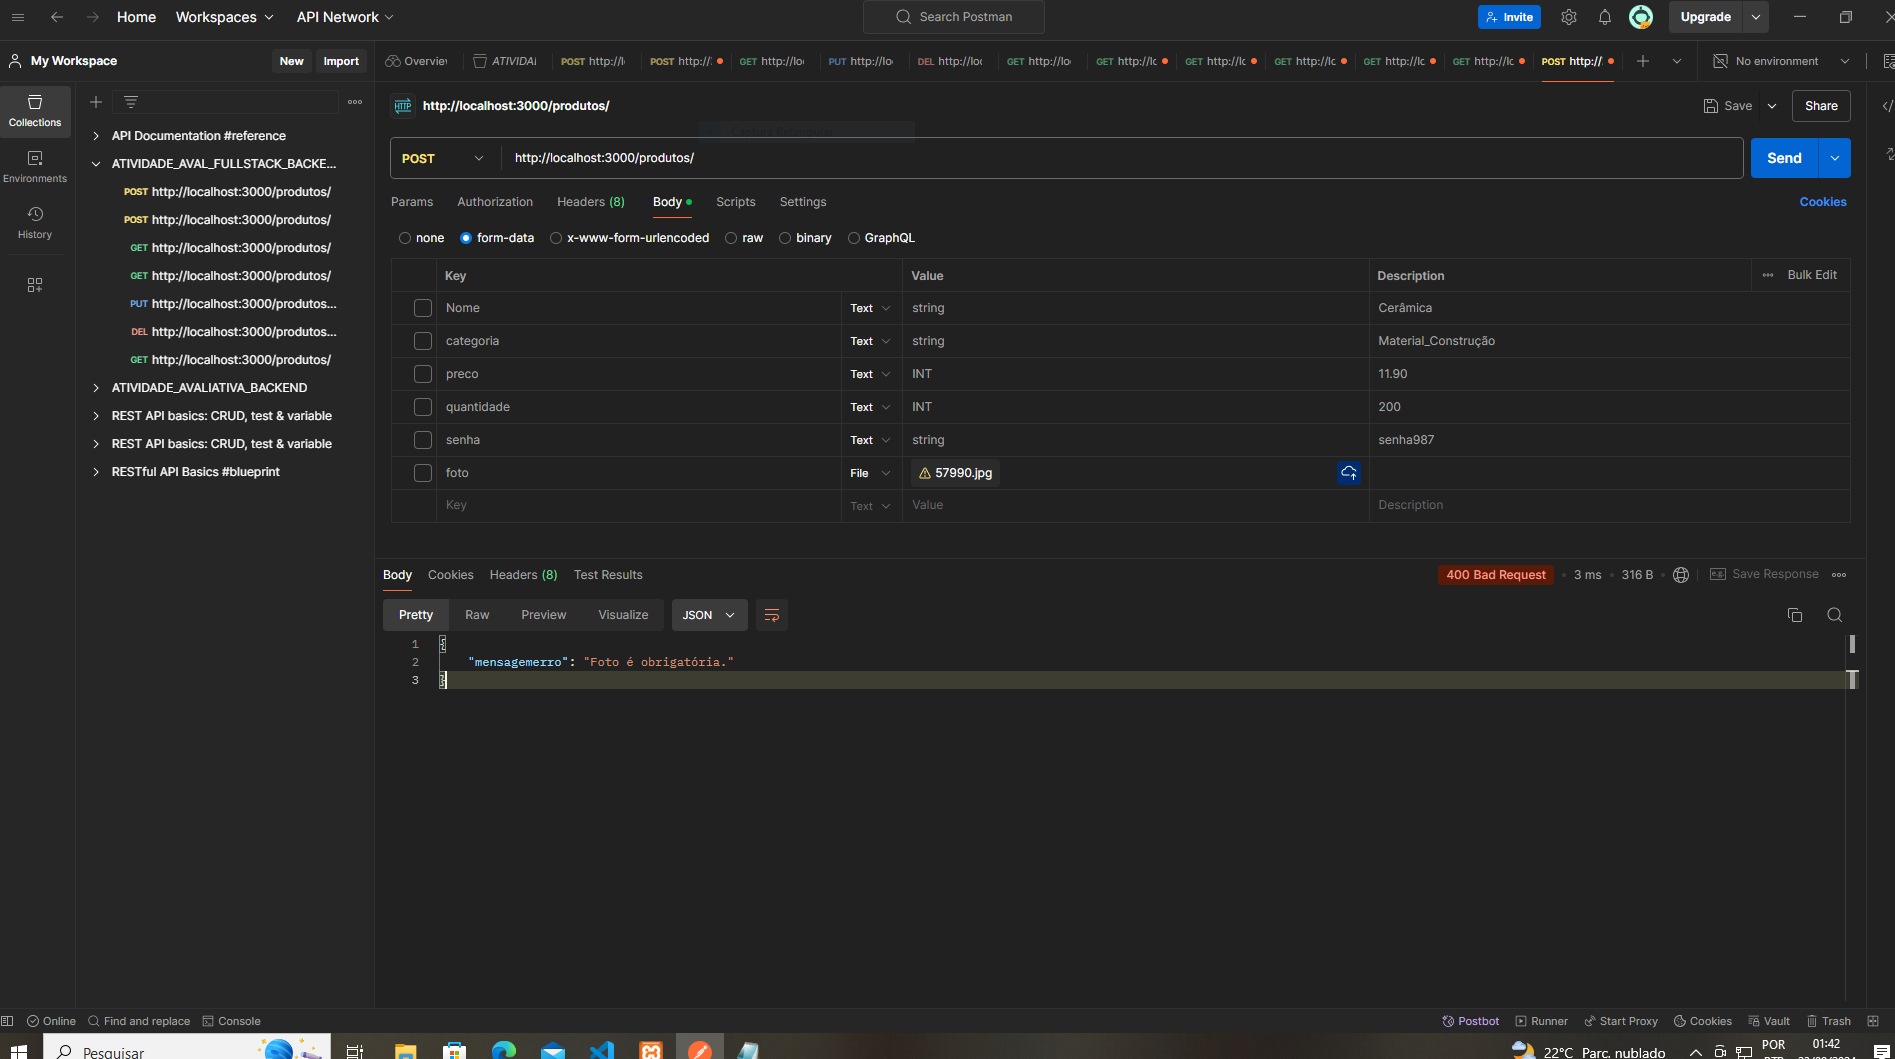 Home Workspaces API Network Search Postman Invite Upgrade
My Workspace New Import Overvie ATIVIDAI POST http://l POST http:// GET http://lo PUT http://lo DEL http://loc GET http://lo GET http://lc GET http://lc GET http://lc GET http://lc GET http://lc POST http:// No environment
Collections
Environments
History
API Documentation #reference
ATIVIDADE_AVAL_FULLSTACK_BACKE...
POST http://localhost:3000/produtos/
POST http://localhost:3000/produtos/
GET http://localhost:3000/produtos/
GET http://localhost:3000/produtos/
PUT http://localhost:3000/produtos...
DEL http://localhost:3000/produtos...
GET http://localhost:3000/produtos/
ATIVIDADE_AVALIATIVA_BACKEND
REST API basics: CRUD, test & variable
REST API basics: CRUD, test & variable
RESTful API Basics #blueprint
HTTP http://localhost:3000/produtos/ Save Share
POST http://localhost:3000/produtos/ Send
Params Authorization Headers (8) Body Scripts Settings Cookies
none form-data x-www-form-urlencoded raw binary GraphQL
Key Value Description Bulk Edit
Nome Text string Cerâmica
categoria Text string Material_Construção
preco Text INT 11.90
quantidade Text INT 200
senha Text string senha987
foto File 57990.jpg
Key Text Value Description
Body Cookies Headers (8) Test Results 400 Bad Request 3 ms 316 B e.g. Save Response
Pretty Raw Preview Visualize JSON
1 {
2 "mensagemerro": "Foto é obrigatória."
3 }
Online Find and replace Console Postbot Runner Start Proxy Cookies Vault Trash
Pesquisar 22°C Parc. nublado POR 01:42